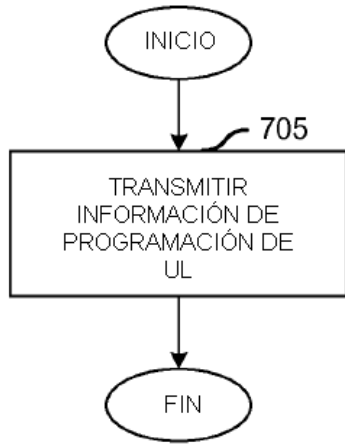 INICIO
705
TRANSMITIR
INFORMACIÓN DE
PROGRAMACIÓN DE
UL
FIN